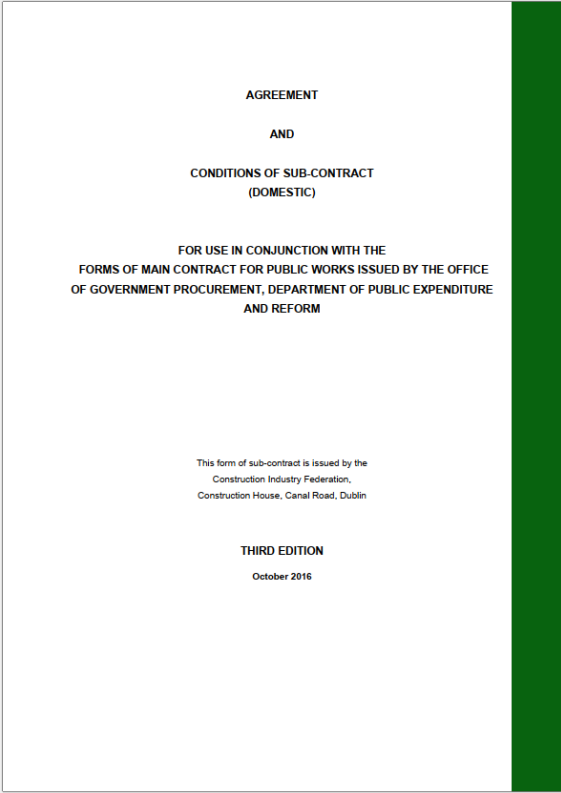 AGREEMENT
AND
CONDITIONS OF SUB-CONTRACT
(DOMESTIC)
FOR USE IN CONJUNCTION WITH THE
FORMS OF MAIN CONTRACT FOR PUBLIC WORKS ISSUED BY THE OFFICE
OF GOVERNMENT PROCUREMENT, DEPARTMENT OF PUBLIC EXPENDITURE
AND REFORM
This form of sub-contract is issued by the
Construction Industry Federation,
Construction House, Canal Road, Dublin
THIRD EDITION
October 2016